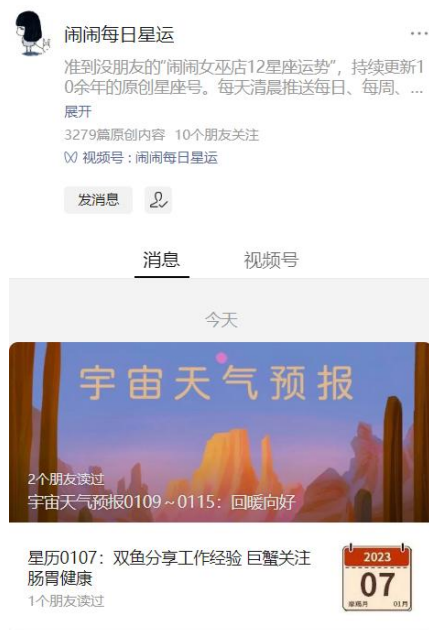 闹闹每日星运
准到没朋友的“闹闹女巫店12星座运势”，持续更新1
0余年的原创星座号。每天清晨推送每日、每周、...
展开
3279篇原创内容 10个朋友关注
视频号：闹闹每日星运
发消息
消息 视频号
今天
宇宙天气预报
2个朋友读过
宇宙天气预报0109～0115：回暖向好
星历0107：双鱼分享工作经验 巨蟹关注
肠胃健康
1个朋友读过
2023
07
01月